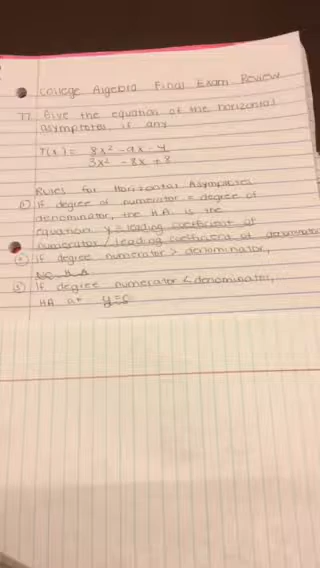 College Algebra Final Exam Review
77 Give the equation of the horizontal
asymptotes, if any
T(x) = 8x² - 9x - 4
3x² - 8x + 8
Rules for Horizontal Asymptotes
① If degree of numerator = degree of
denominator, the H.A. is the
equation y = leading coefficient of
numerator / leading coefficient of denominator
② If degree numerator > denominator,
NO H.A
③ If degree numerator < denominator,
HA at y=0